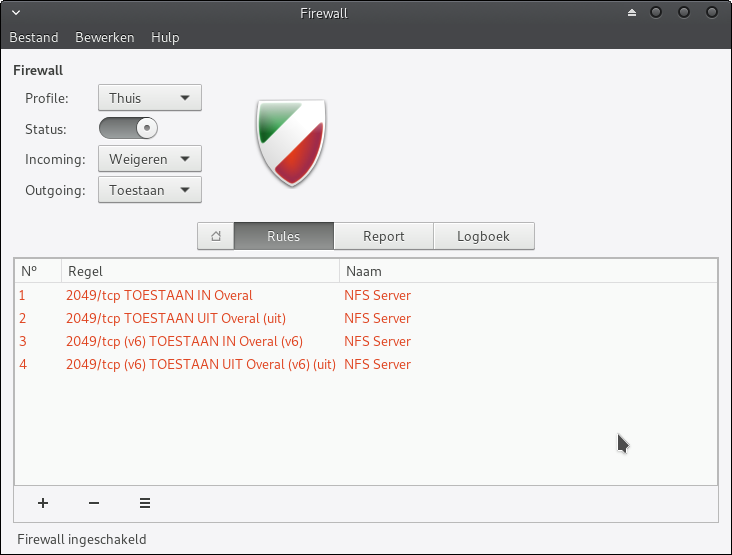 Firewall
Bestand Bewerken Hulp
Firewall
Profile: Thuis
Status:
Incoming: Weigeren
Outgoing: Toestaan
Rules Report Logboek
Nº Regel Naam
1 2049/tcp TOESTAAN IN Overal NFS Server
2 2049/tcp TOESTAAN UIT Overal (uit) NFS Server
3 2049/tcp (v6) TOESTAAN IN Overal (v6) NFS Server
4 2049/tcp (v6) TOESTAAN UIT Overal (v6) (uit) NFS Server
Firewall ingeschakeld